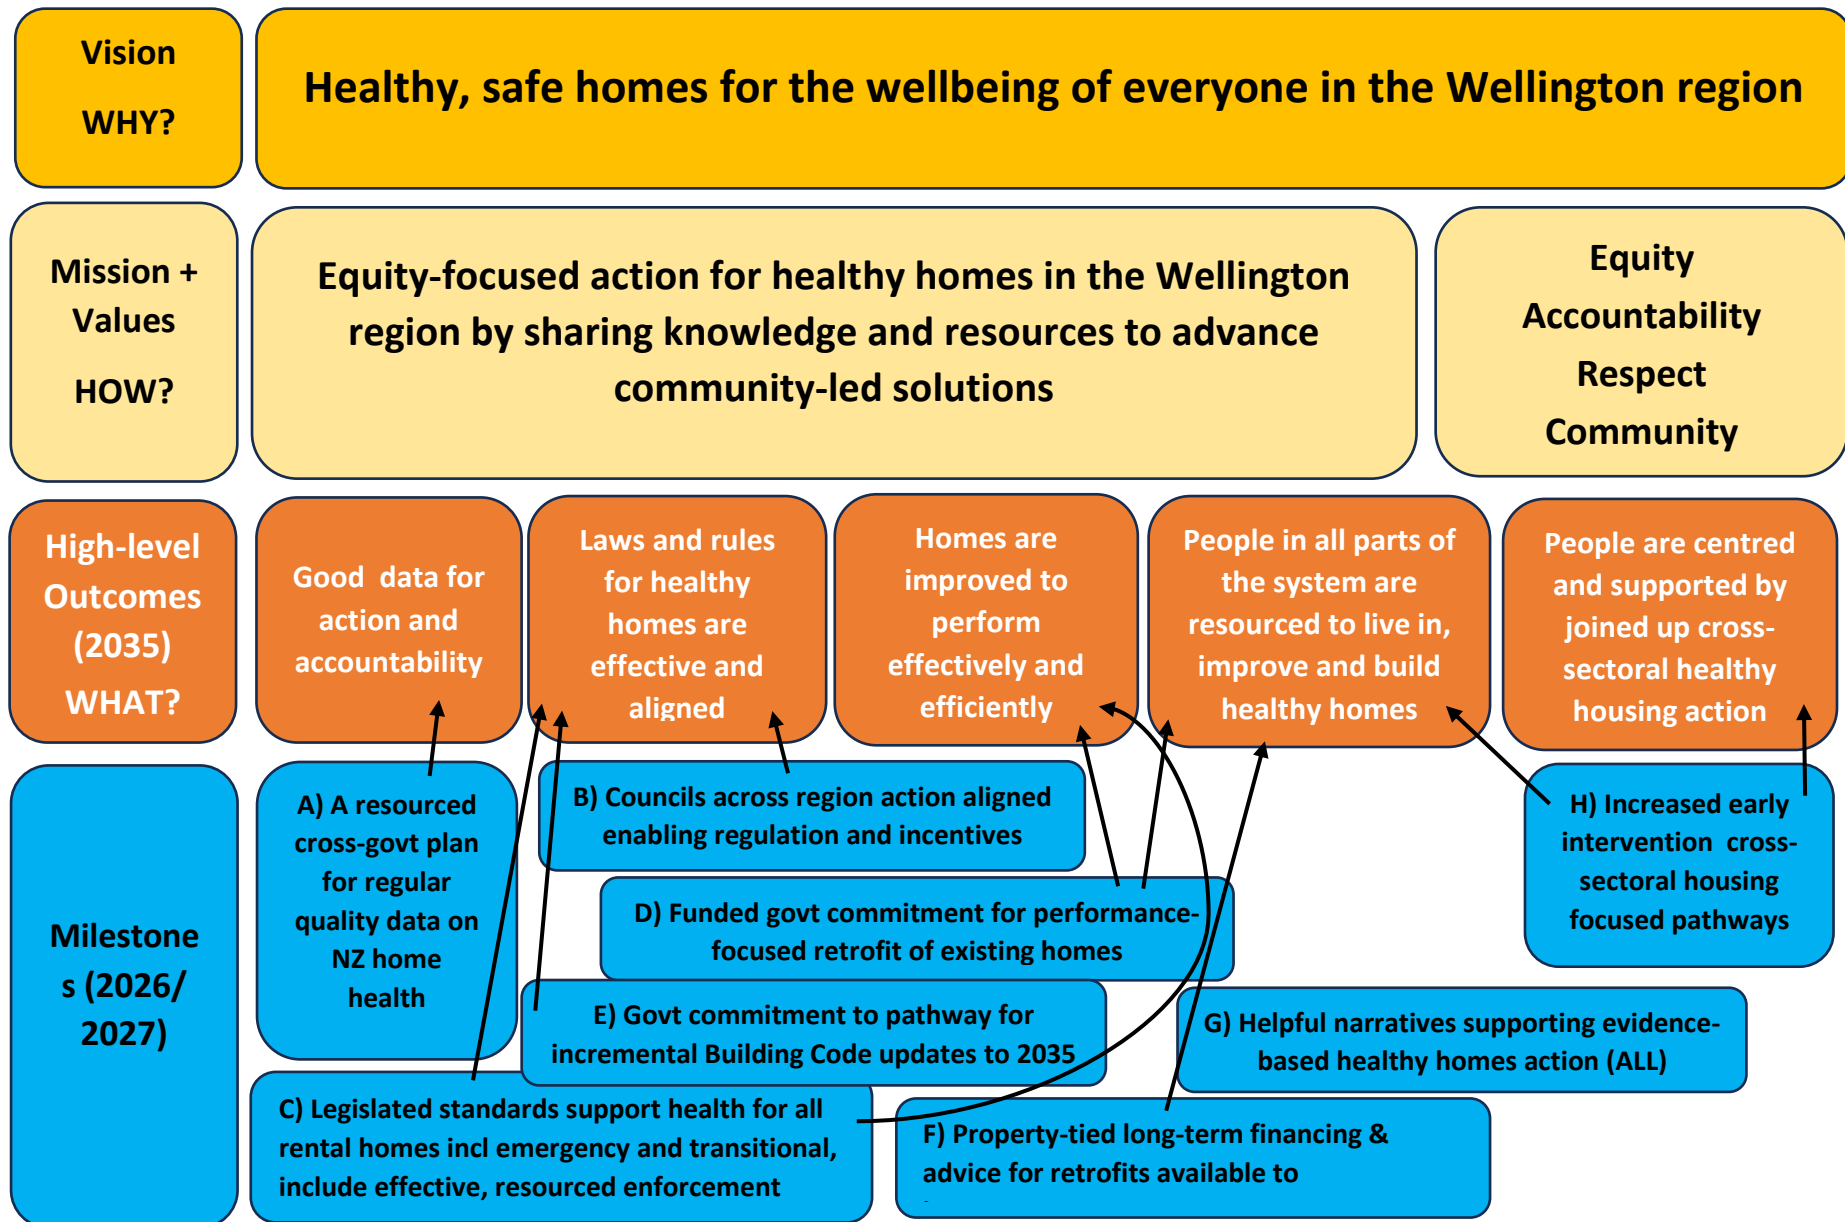 Vision
WHY?
Healthy, safe homes for the wellbeing of everyone in the Wellington region
Mission +
Values
HOW?
Equity-focused action for healthy homes in the Wellington
region by sharing knowledge and resources to advance
community-led solutions
Equity
Accountability
Respect
Community
High-level
Outcomes
(2035)
WHAT?
Good data for
action and
accountability
Laws and rules
for healthy
homes are
effective and
aligned
Homes are
improved to
perform
effectively and
efficiently
People in all parts of
the system are
resourced to live in,
improve and build
healthy homes
People are centred
and supported by
joined up cross-
sectoral healthy
housing action
Milestone
s (2026/
2027)
A) A resourced
cross-govt plan
for regular
quality data on
NZ home
health
B) Councils across region action aligned
enabling regulation and incentives
D) Funded govt commitment for performance-
focused retrofit of existing homes
E) Govt commitment to pathway for
incremental Building Code updates to 2035
C) Legislated standards support health for all
rental homes incl emergency and transitional,
include effective, resourced enforcement
F) Property-tied long-term financing &
advice for retrofits available to
G) Helpful narratives supporting evidence-
based healthy homes action (ALL)
H) Increased early
intervention cross-
sectoral housing
focused pathways